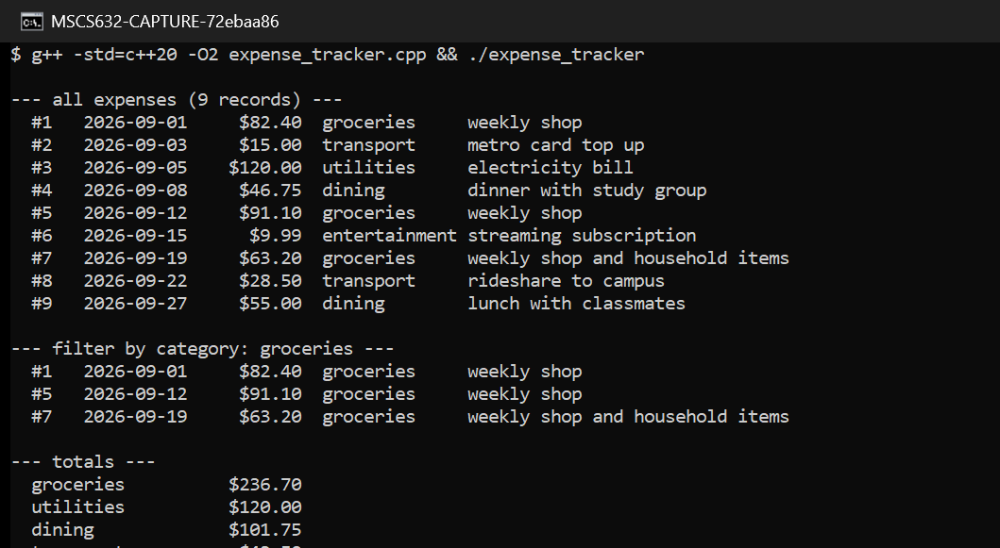 MSCS632-CAPTURE-72ebaa86
$ g++ -std=c++20 -O2 expense_tracker.cpp && ./expense_tracker
--- all expenses (9 records) ---
#1 2026-09-01 $82.40 groceries weekly shop
#2 2026-09-03 $15.00 transport metro card top up
#3 2026-09-05 $120.00 utilities electricity bill
#4 2026-09-08 $46.75 dining dinner with study group
#5 2026-09-12 $91.10 groceries weekly shop
#6 2026-09-15 $9.99 entertainment streaming subscription
#7 2026-09-19 $63.20 groceries weekly shop and household items
#8 2026-09-22 $28.50 transport rideshare to campus
#9 2026-09-27 $55.00 dining lunch with classmates
--- filter by category: groceries ---
#1 2026-09-01 $82.40 groceries weekly shop
#5 2026-09-12 $91.10 groceries weekly shop
#7 2026-09-19 $63.20 groceries weekly shop and household items
--- totals ---
groceries $236.70
utilities $120.00
dining $101.75